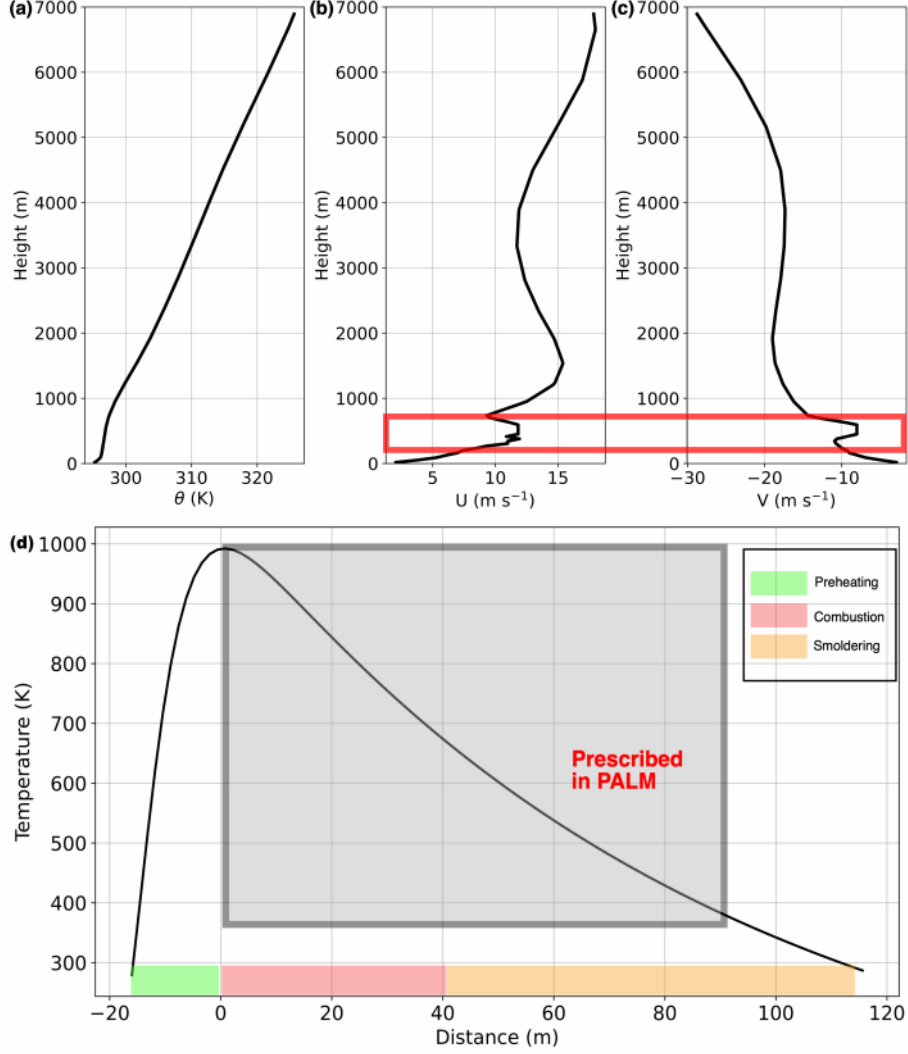 (a)
7000
6000
5000
4000
3000
2000
1000
0
Height (m)
300
310
320
θ (K)
(b)
7000
6000
5000
4000
3000
2000
1000
0
Height (m)
5
10
15
U (m s⁻¹)
(c)
7000
6000
5000
4000
3000
2000
1000
0
Height (m)
−30
−20
−10
V (m s⁻¹)
(d)
1000
900
800
700
600
500
400
300
Temperature (K)
Preheating
Combustion
Smoldering
Prescribed
in PALM
−20
0
20
40
60
80
100
120
Distance (m)